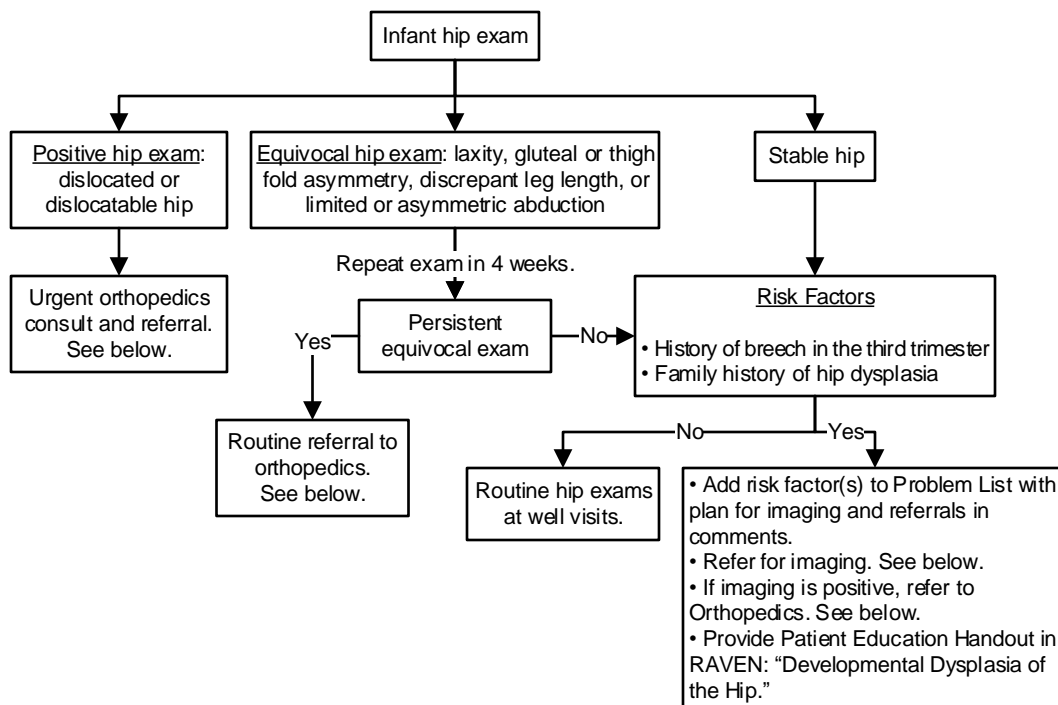 Infant hip exam
Positive hip exam:
dislocated or
dislocatable hip
Equivocal hip exam: laxity, gluteal or thigh
fold asymmetry, discrepant leg length, or
limited or asymmetric abduction
Stable hip
Repeat exam in 4 weeks.
Urgent orthopedics
consult and referral.
See below.
Persistent
equivocal exam
Yes
No
Risk Factors
• History of breech in the third trimester
• Family history of hip dysplasia
Routine referral to
orthopedics.
See below.
No
Yes
Routine hip exams
at well visits.
• Add risk factor(s) to Problem List with
plan for imaging and referrals in
comments.
• Refer for imaging. See below.
• If imaging is positive, refer to
Orthopedics. See below.
• Provide Patient Education Handout in
RAVEN: “Developmental Dysplasia of
the Hip.”